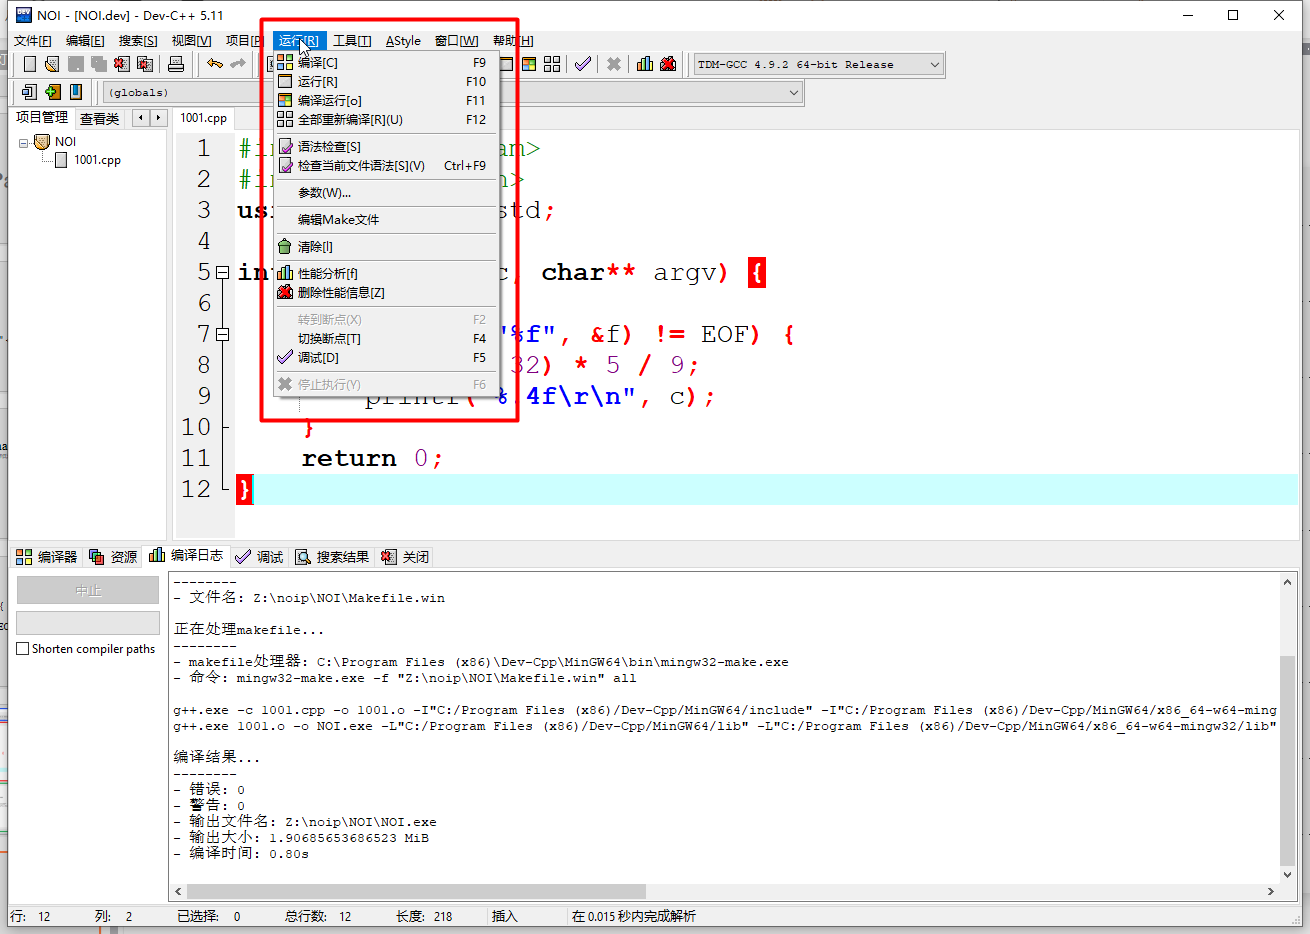 NOI - [NOI.dev] - Dev-C++ 5.11
文件[F] 编辑[E] 搜索[S] 视图[V] 项目[P] 运行[R] 工具[T] AStyle 窗口[W] 帮助[H]
TDM-GCC 4.9.2 64-bit Release
(globals)
项目管理 查看类
NOI
1001.cpp
1001.cpp
编译[C] F9
运行[R] F10
编译运行[o] F11
全部重新编译[R](U) F12
语法检查[S]
检查当前文件语法[S](V) Ctrl+F9
参数(W)...
编辑Make文件
清除[l]
性能分析[f]
删除性能信息[Z]
转到断点(X) F2
切换断点[T] F4
调试[D] F5
停止执行(Y) F6
1 #i
2 #i
3 us std;
4
5 in char** argv) {
6
7 %f", &f) != EOF) {
8 32) * 5 / 9;
9 printf("%.4f\r\n", c);
10 }
11 return 0;
12 }
编译器 资源 编译日志 调试 搜索结果 关闭
中止
Shorten compiler paths
--------
- 文件名: Z:\noip\NOI\Makefile.win
正在处理makefile...
--------
- makefile处理器: C:\Program Files (x86)\Dev-Cpp\MinGW64\bin\mingw32-make.exe
- 命令: mingw32-make.exe -f "Z:\noip\NOI\Makefile.win" all
g++.exe -c 1001.cpp -o 1001.o -I"C:/Program Files (x86)/Dev-Cpp/MinGW64/include" -I"C:/Program Files (x86)/Dev-Cpp/MinGW64/x86_64-w64-ming
g++.exe 1001.o -o NOI.exe -L"C:/Program Files (x86)/Dev-Cpp/MinGW64/lib" -L"C:/Program Files (x86)/Dev-Cpp/MinGW64/x86_64-w64-mingw32/lib"
编译结果...
--------
- 错误: 0
- 警告: 0
- 输出文件名: Z:\noip\NOI\NOI.exe
- 输出大小: 1.90685653686523 MiB
- 编译时间: 0.80s
行: 12 列: 2 已选择: 0 总行数: 12 长度: 218 插入 在 0.015 秒内完成解析